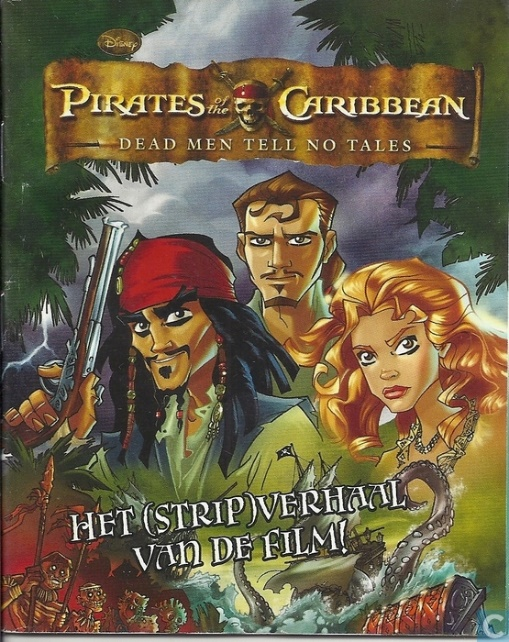 Disney
PIRATES of the CARIBBEAN
DEAD MEN TELL NO TALES
HET (STRIP)VERHAAL
VAN DE FILM!
C